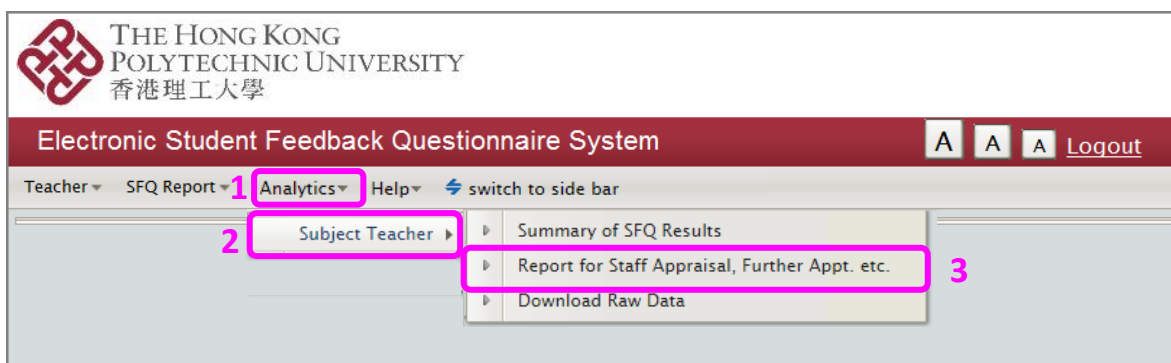 THE HONG KONG
POLYTECHNIC UNIVERSITY
香港理工大學
Electronic Student Feedback Questionnaire System A A A Logout
Teacher SFQ Report 1 Analytics Help switch to side bar
2 Subject Teacher Summary of SFQ Results
Report for Staff Appraisal, Further Appt. etc. 3
Download Raw Data